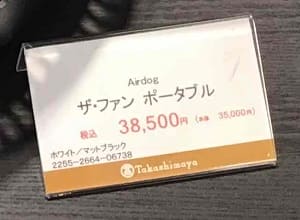 Airdog
ザ・ファン ポータブル
税込 38,500円 (本体 35,000円)
ホワイト/マットブラック
2255-2664-06738
髙 Takashimaya